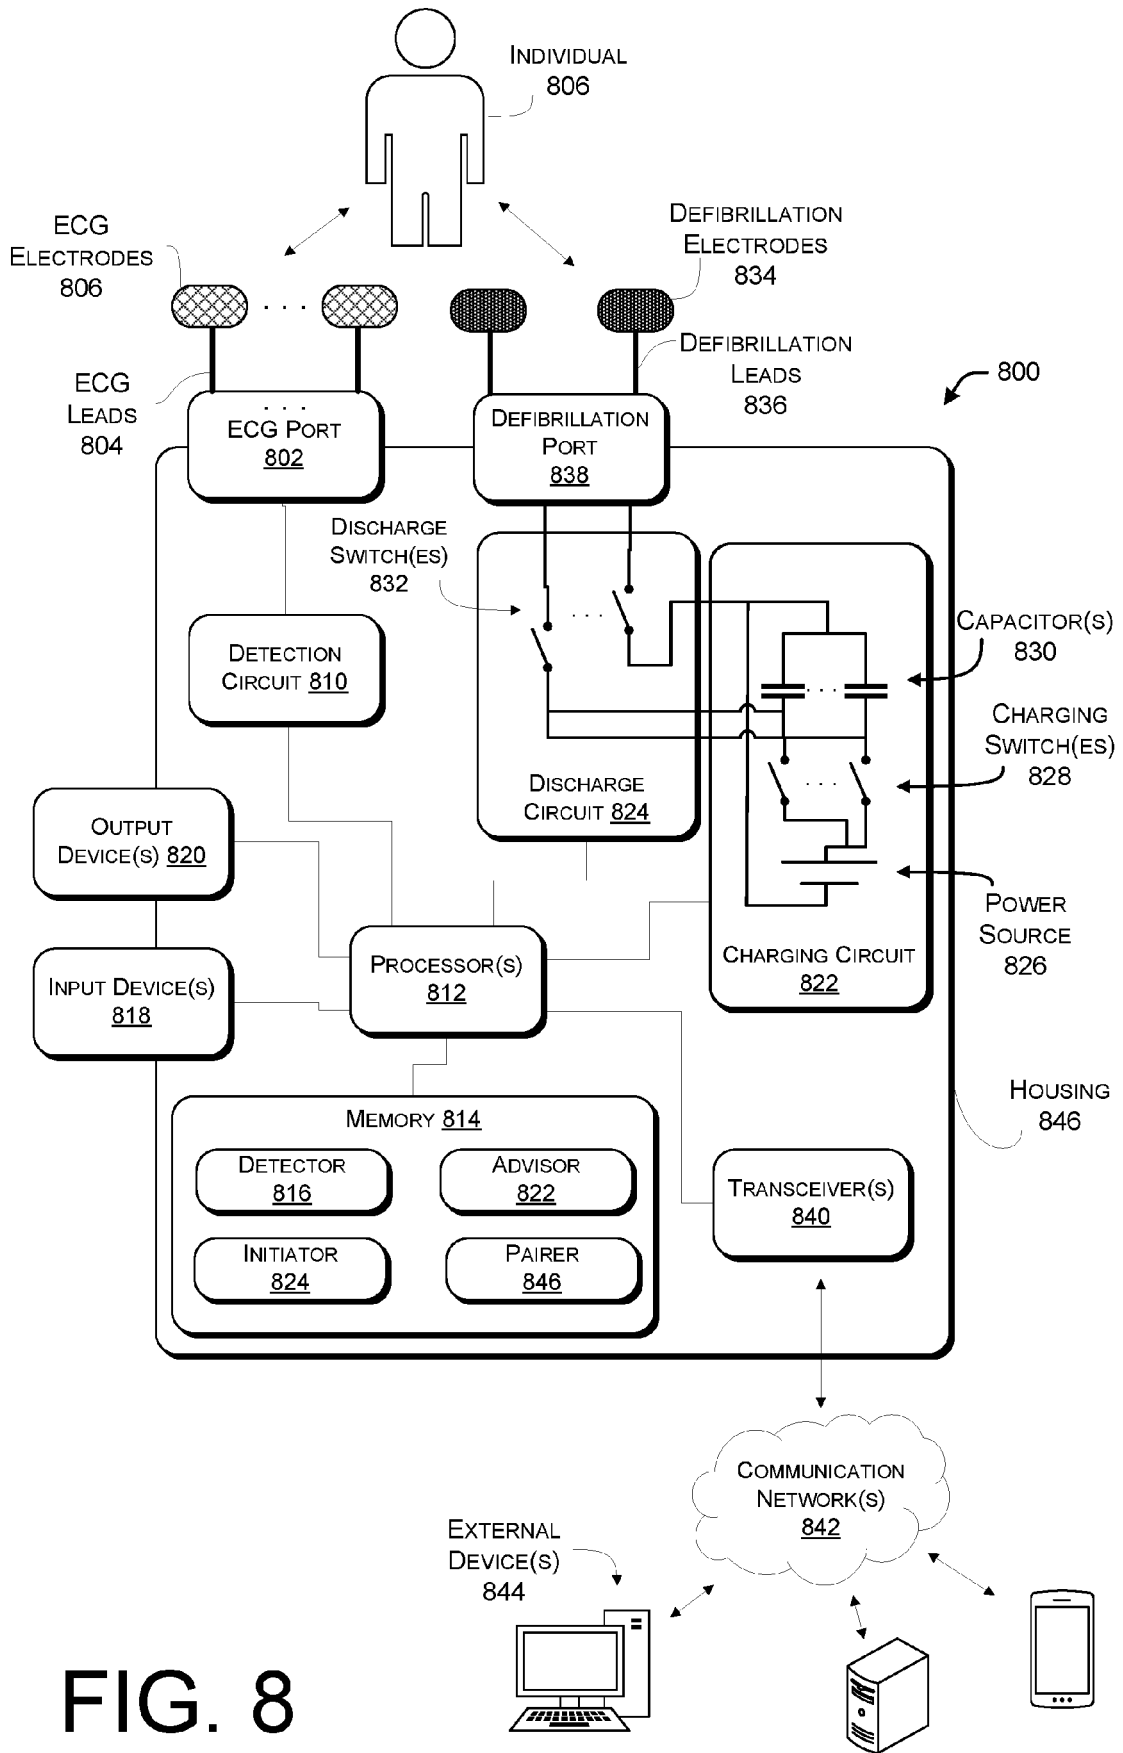 INDIVIDUAL
806
ECG
ELECTRODES
806
DEFIBRILLATION
ELECTRODES
834
. . .
ECG
LEADS
804
DEFIBRILLATION
LEADS
836
800
. . .
ECG PORT
802
DEFIBRILLATION
PORT
838
DISCHARGE
SWITCH(ES)
832
. . .
DETECTION
CIRCUIT 810
CAPACITOR(S)
830
. . .
CHARGING
SWITCH(ES)
828
. . .
DISCHARGE
CIRCUIT 824
OUTPUT
DEVICE(S) 820
POWER
SOURCE
826
CHARGING CIRCUIT
822
PROCESSOR(S)
812
INPUT DEVICE(S)
818
HOUSING
846
MEMORY 814
DETECTOR
816
ADVISOR
822
INITIATOR
824
PAIRER
846
TRANSCEIVER(S)
840
COMMUNICATION
NETWORK(S)
842
EXTERNAL
DEVICE(S)
844
FIG. 8